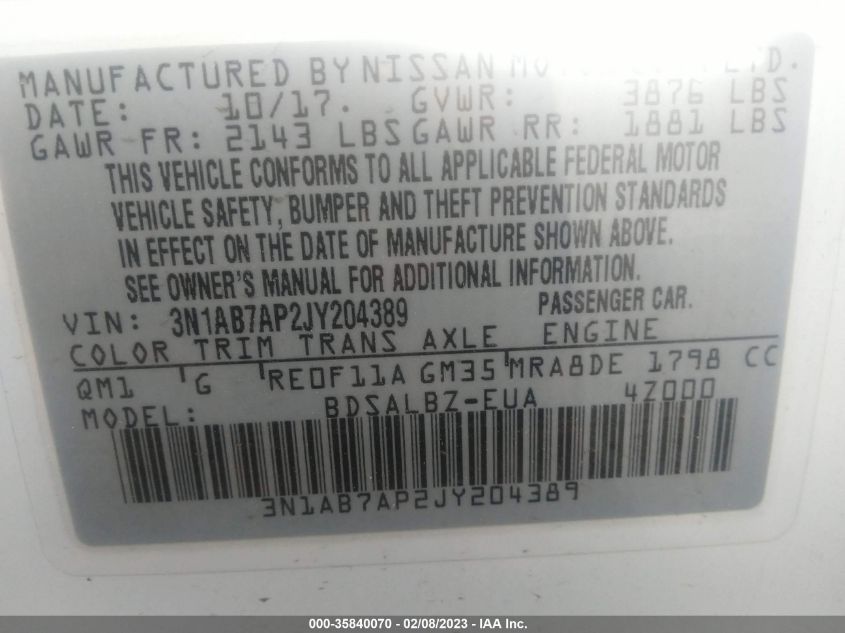 MANUFACTURED BY NISSAN LTD.
DATE: 10/17. GVWR: 3876 LBS
GAWR FR: 2143 LBS GAWR RR: 1881 LBS
THIS VEHICLE CONFORMS TO ALL APPLICABLE FEDERAL MOTOR
VEHICLE SAFETY, BUMPER AND THEFT PREVENTION STANDARDS
IN EFFECT ON THE DATE OF MANUFACTURE SHOWN ABOVE.
SEE OWNER'S MANUAL FOR ADDITIONAL INFORMATION.
VIN: 3N1AB7AP2JY204389 PASSENGER CAR.
COLOR TRIM TRANS AXLE ENGINE
QM1 G RE0F11A GM35 MRA8DE 1798 CC
MODEL: BDSALBZ-EUA 4Z000
3N1AB7AP2JY204389
000-35840070 - 02/08/2023 - IAA Inc.